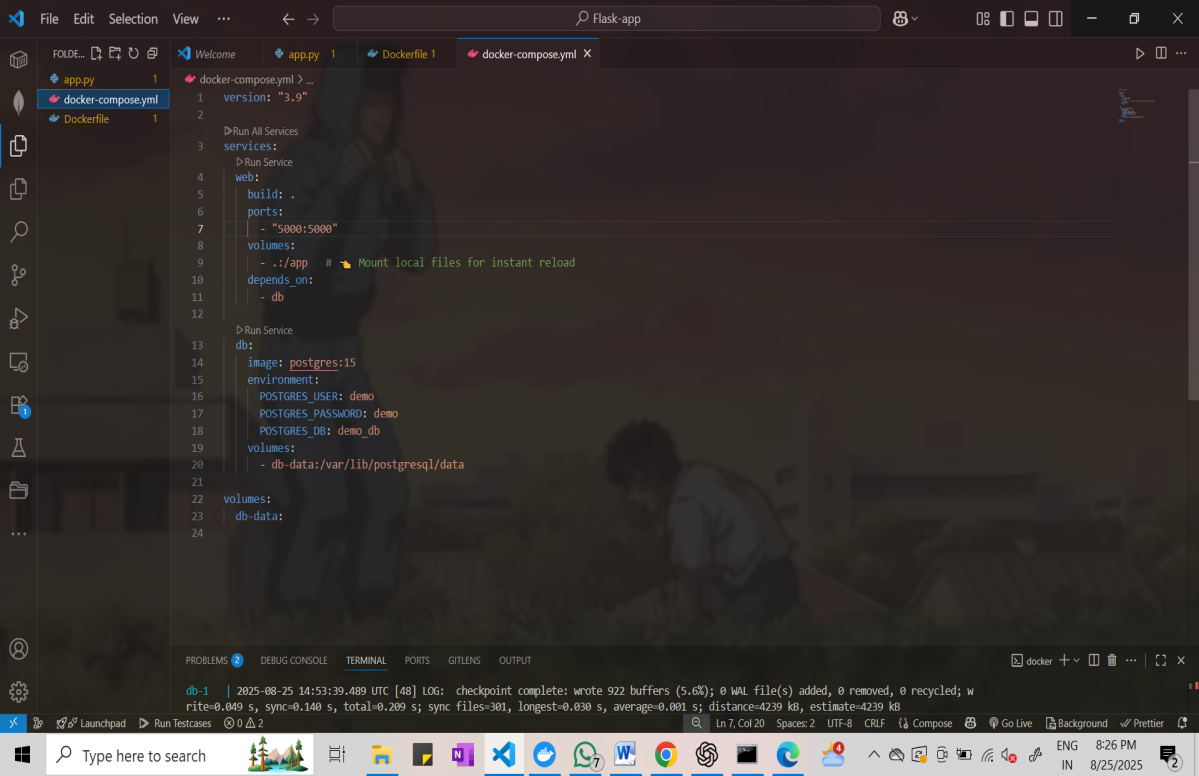 File Edit Selection View ··· Flask-app
FOLDE...
Welcome
app.py 1
Dockerfile 1
docker-compose.yml
app.py 1
docker-compose.yml
Dockerfile 1
docker-compose.yml > ...
1 version: "3.9"
2
Run All Services
3 services:
Run Service
4 web:
5 build: .
6 ports:
7 - "5000:5000"
8 volumes:
9 - .:/app # 👈 Mount local files for instant reload
10 depends_on:
11 - db
12
Run Service
13 db:
14 image: postgres:15
15 environment:
16 POSTGRES_USER: demo
17 POSTGRES_PASSWORD: demo
18 POSTGRES_DB: demo_db
19 volumes:
20 - db-data:/var/lib/postgresql/data
21
22 volumes:
23 db-data:
24
1
PROBLEMS 2 DEBUG CONSOLE TERMINAL PORTS GITLENS OUTPUT docker
db-1 | 2025-08-25 14:53:39.489 UTC [48] LOG: checkpoint complete: wrote 922 buffers (5.6%); 0 WAL file(s) added, 0 removed, 0 recycled; w
rite=0.049 s, sync=0.140 s, total=0.209 s; sync files=301, longest=0.030 s, average=0.001 s; distance=4239 kB, estimate=4239 kB
Launchpad Run Testcases 0 2 Ln 7, Col 20 Spaces: 2 UTF-8 CRLF Compose Go Live Background Prettier
Type here to search
7
4
ENG
IN
8:26 PM
8/25/2025
2